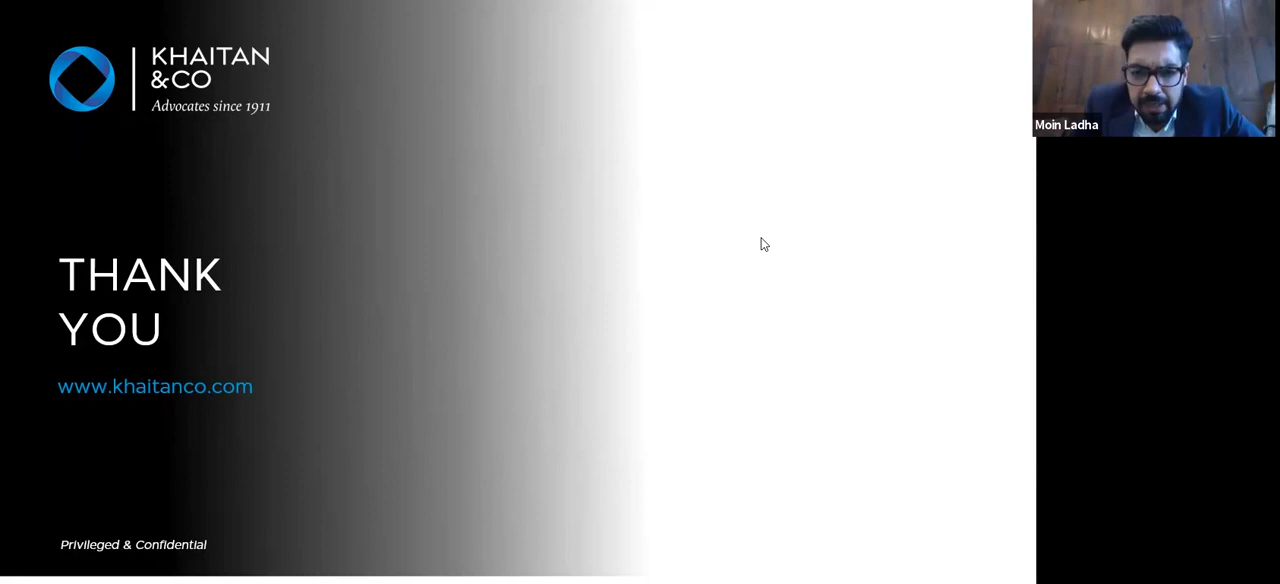 KHAITAN
&CO
Advocates since 1911
Moin Ladha
THANK
YOU
www.khaitanco.com
Privileged & Confidential